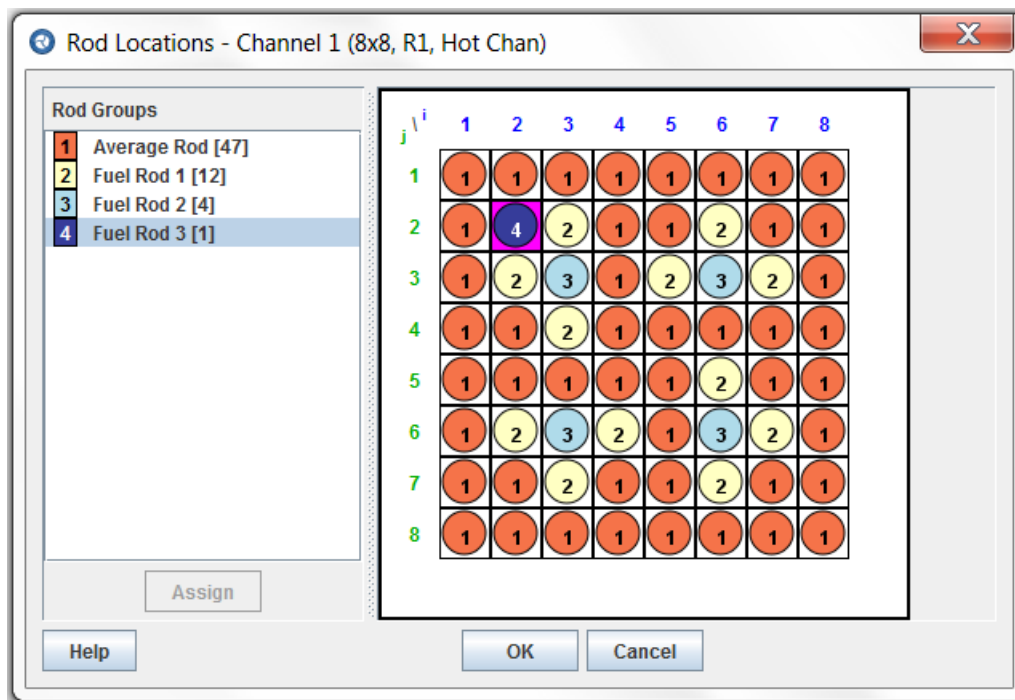 Rod Locations - Channel 1 (8x8, R1, Hot Chan)
X
Rod Groups
1 Average Rod [47]
2 Fuel Rod 1 [12]
3 Fuel Rod 2 [4]
4 Fuel Rod 3 [1]
j \ i 1 2 3 4 5 6 7 8
1 1 1 1 1 1 1 1 1
2 1 4 2 1 1 2 1 1
3 1 2 3 1 2 3 2 1
4 1 1 2 1 1 1 1 1
5 1 1 1 1 1 2 1 1
6 1 2 3 2 1 3 2 1
7 1 1 2 1 1 2 1 1
8 1 1 1 1 1 1 1 1
Assign
Help OK Cancel